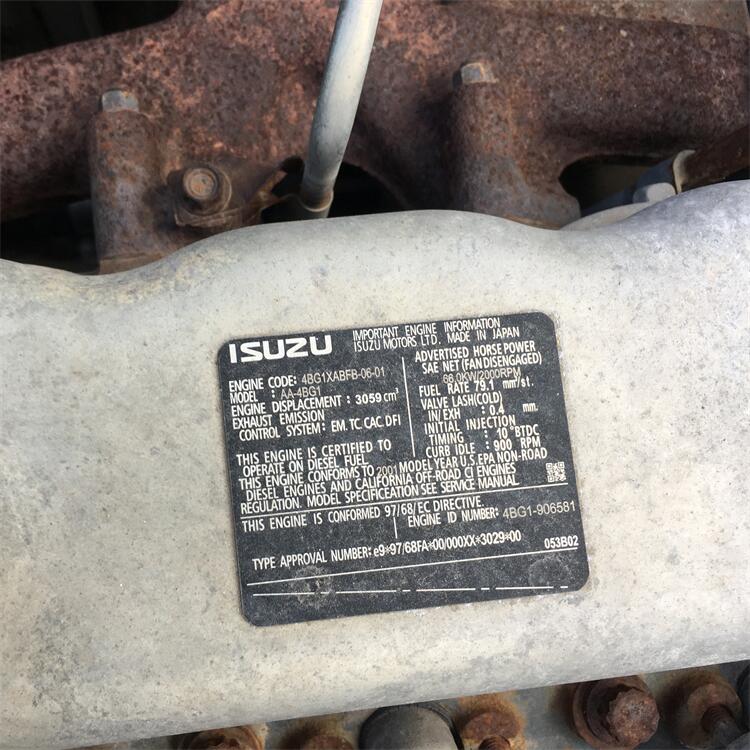 ISUZU
IMPORTANT ENGINE INFORMATION
ISUZU MOTORS LTD. MADE IN JAPAN
ENGINE CODE: 4BG1XABFB-06-01
MODEL : AA-4BG1
ENGINE DISPLACEMENT : 3059 cm³
EXHAUST EMISSION
CONTROL SYSTEM : EM. TC. CAC. DFI
ADVERTISED HORSE POWER
SAE NET (FAN DISENGAGED)
66.0KW/2000RPM
FUEL RATE 79.1 mm³/st.
VALVE LASH(COLD)
IN/EXH : 0.4 mm.
INITIAL INJECTION
TIMING : 10 °BTDC
CURB IDLE : 900 RPM
THIS ENGINE IS CERTIFIED TO
OPERATE ON DIESEL FUEL.
THIS ENGINE CONFORMS TO 2001 MODEL YEAR U.S.EPA NON-ROAD
DIESEL ENGINES AND CALIFORNIA OFF-ROAD CI ENGINES
REGULATION. MODEL SPECIFICATION SEE SERVICE MANUAL
THIS ENGINE IS CONFORMED 97/68/EC DIRECTIVE.
ENGINE ID NUMBER: 4BG1-906581
TYPE APPROVAL NUMBER: e9*97/68FA*00/000XX*3029*00
053B02